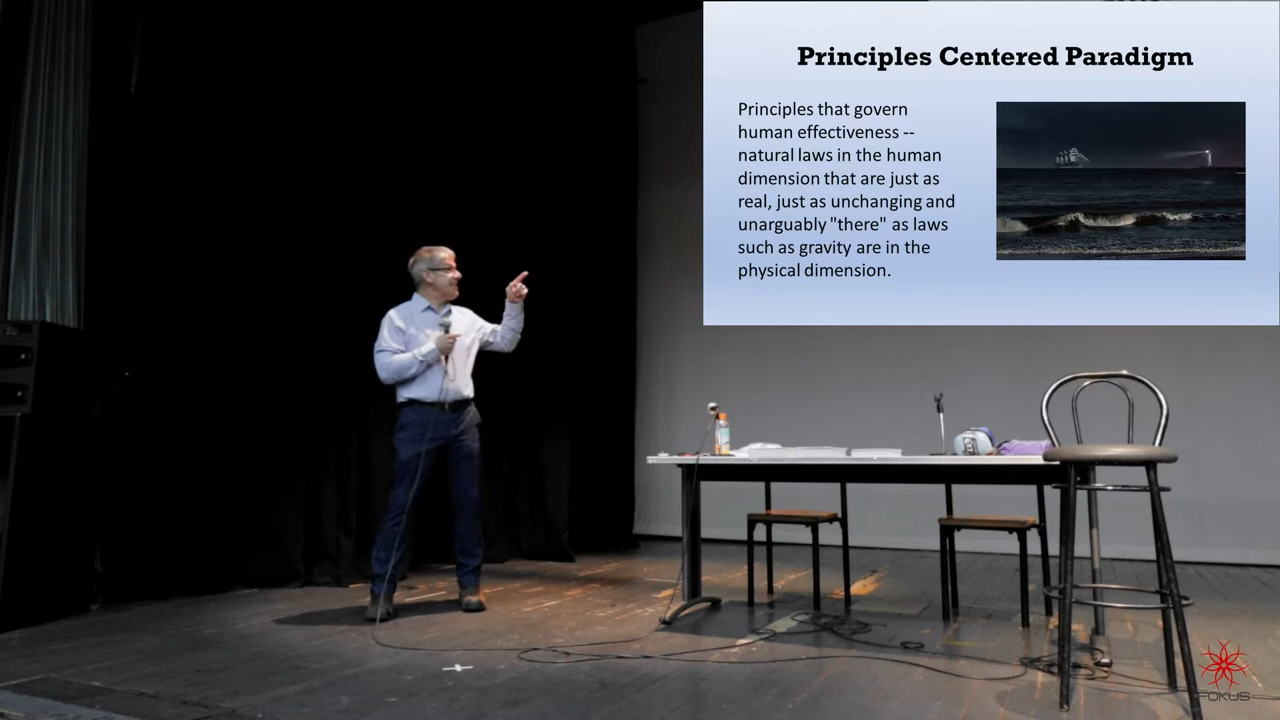 Principles Centered Paradigm
Principles that govern
human effectiveness --
natural laws in the human
dimension that are just as
real, just as unchanging and
unarguably "there" as laws
such as gravity are in the
physical dimension.
FOKUS